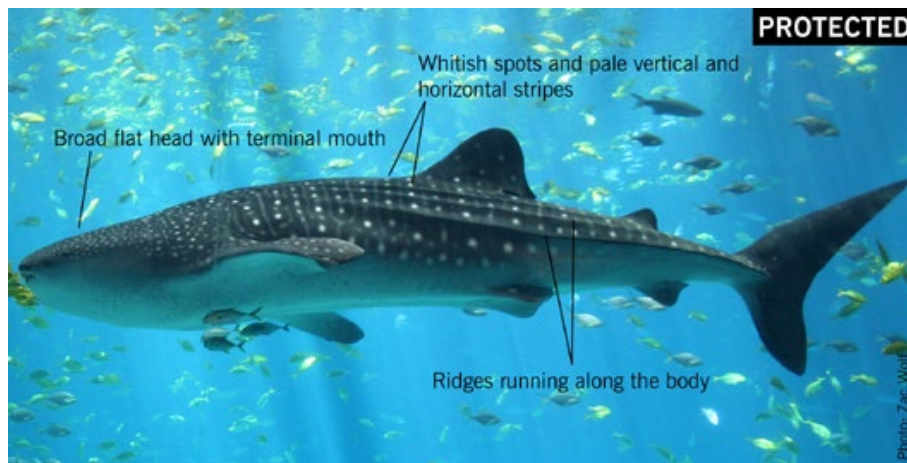 PROTECTED
Whitish spots and pale vertical and
horizontal stripes
Broad flat head with terminal mouth
Ridges running along the body
Photo: Zac Wolf